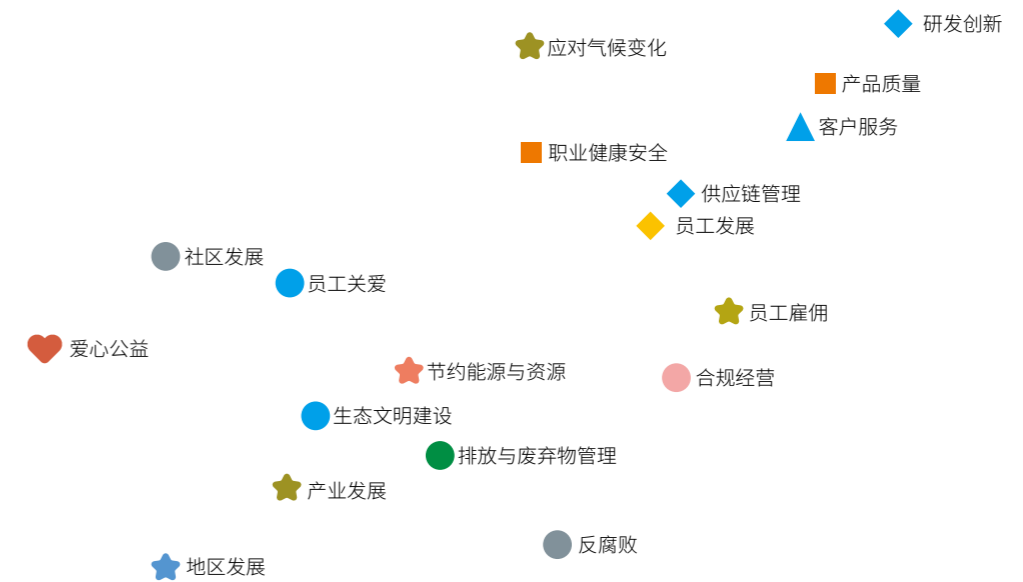 研发创新
应对气候变化
产品质量
客户服务
职业健康安全
供应链管理
员工发展
社区发展
员工关爱
员工雇佣
爱心公益
节约能源与资源
合规经营
生态文明建设
排放与废弃物管理
产业发展
反腐败
地区发展